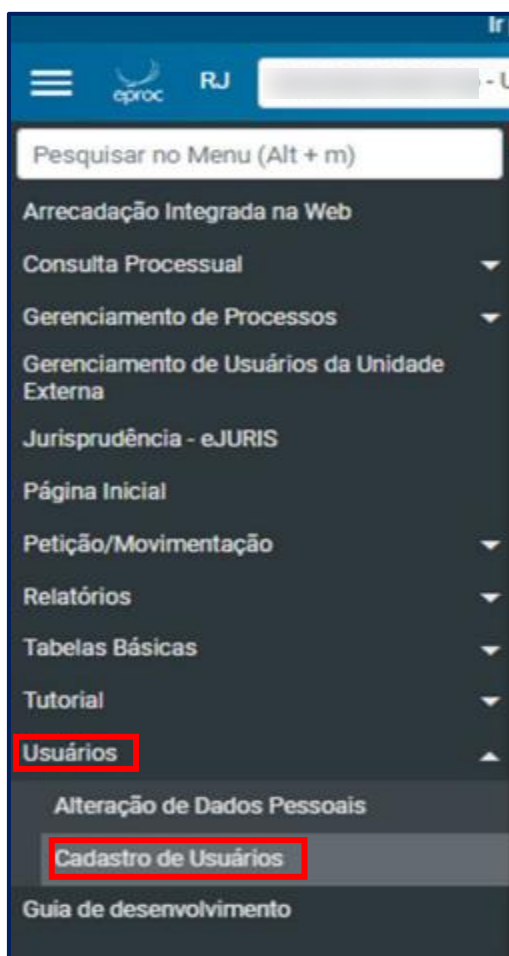 Ir
eproc
RJ
- U
Pesquisar no Menu (Alt + m)
Arrecadação Integrada na Web
Consulta Processual
Gerenciamento de Processos
Gerenciamento de Usuários da Unidade
Externa
Jurisprudência - eJURIS
Página Inicial
Petição/Movimentação
Relatórios
Tabelas Básicas
Tutorial
Usuários
Alteração de Dados Pessoais
Cadastro de Usuários
Guia de desenvolvimento